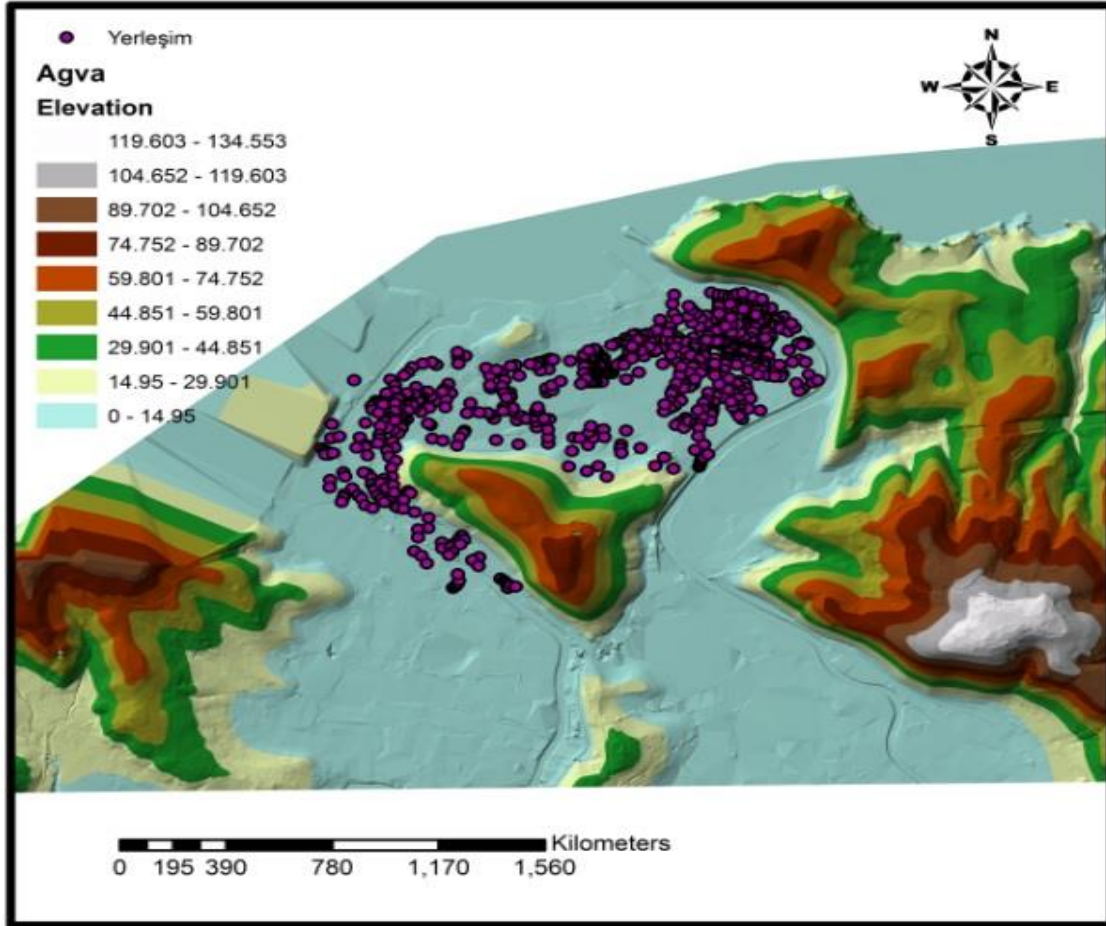 Yerleşim
Agva
Elevation
119.603 - 134.553
104.652 - 119.603
89.702 - 104.652
74.752 - 89.702
59.801 - 74.752
44.851 - 59.801
29.901 - 44.851
14.95 - 29.901
0 - 14.95
N
W E
S
Kilometers
0 195 390 780 1,170 1,560